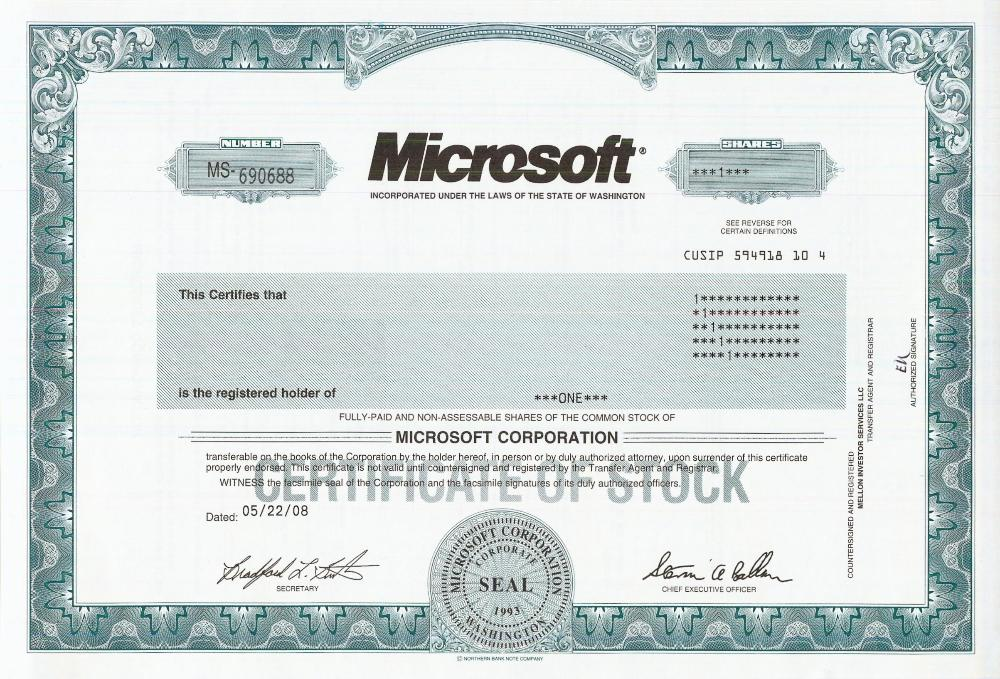 NUMBER
MS- 690688
Microsoft®
INCORPORATED UNDER THE LAWS OF THE STATE OF WASHINGTON
SHARES
***1***
SEE REVERSE FOR
CERTAIN DEFINITIONS
CUSIP 594918 10 4
This Certifies that
1************
*1***********
**1**********
***1*********
****1********
is the registered holder of
***ONE***
FULLY-PAID AND NON-ASSESSABLE SHARES OF THE COMMON STOCK OF
MICROSOFT CORPORATION
transferable on the books of the Corporation by the holder hereof, in person or by duly authorized attorney, upon surrender of this certificate
properly endorsed. This certificate is not valid until countersigned and registered by the Transfer Agent and Registrar.
WITNESS the facsimile seal of the Corporation and the facsimile signatures of its duly authorized officers.
CERTIFICATE OF STOCK
Dated: 05/22/08
SECRETARY
MICROSOFT CORPORATION
CORPORATE
SEAL
1993
WASHINGTON
CHIEF EXECUTIVE OFFICER
COUNTERSIGNED AND REGISTERED
MELLON INVESTOR SERVICES LLC
TRANSFER AGENT AND REGISTRAR
AUTHORIZED SIGNATURE
© NORTHERN BANK NOTE COMPANY